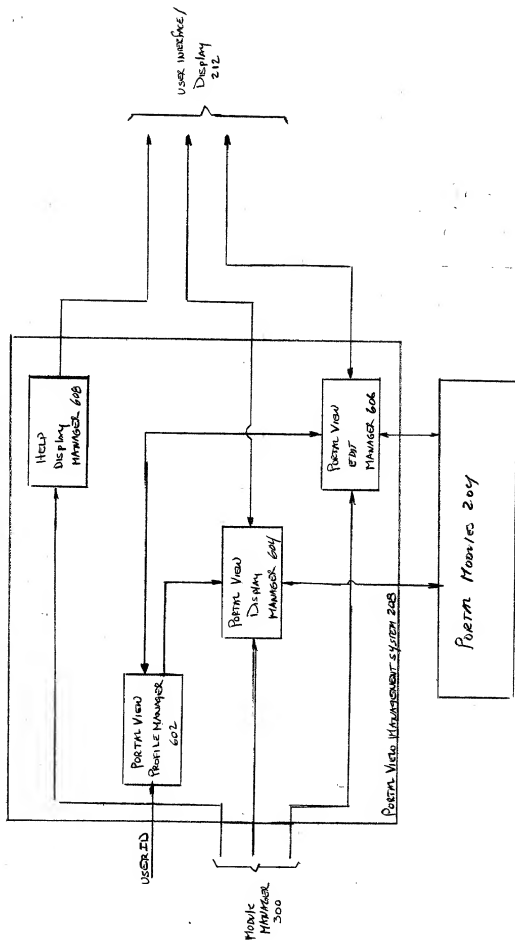 USER INTERFACE/
Display
212
HELP
DISPLAY
MANAGER 608
PORTAL VIEW
EDIT
MANAGER 606
PORTAL VIEW
DISPLAY
MANAGER 604
PORTAL VIEW
PROFILE MANAGER
602
USER ID
MODULE
MANAGER
300
PORTAL VIEW MANAGEMENT SYSTEM 208
PORTAL MODULES 204